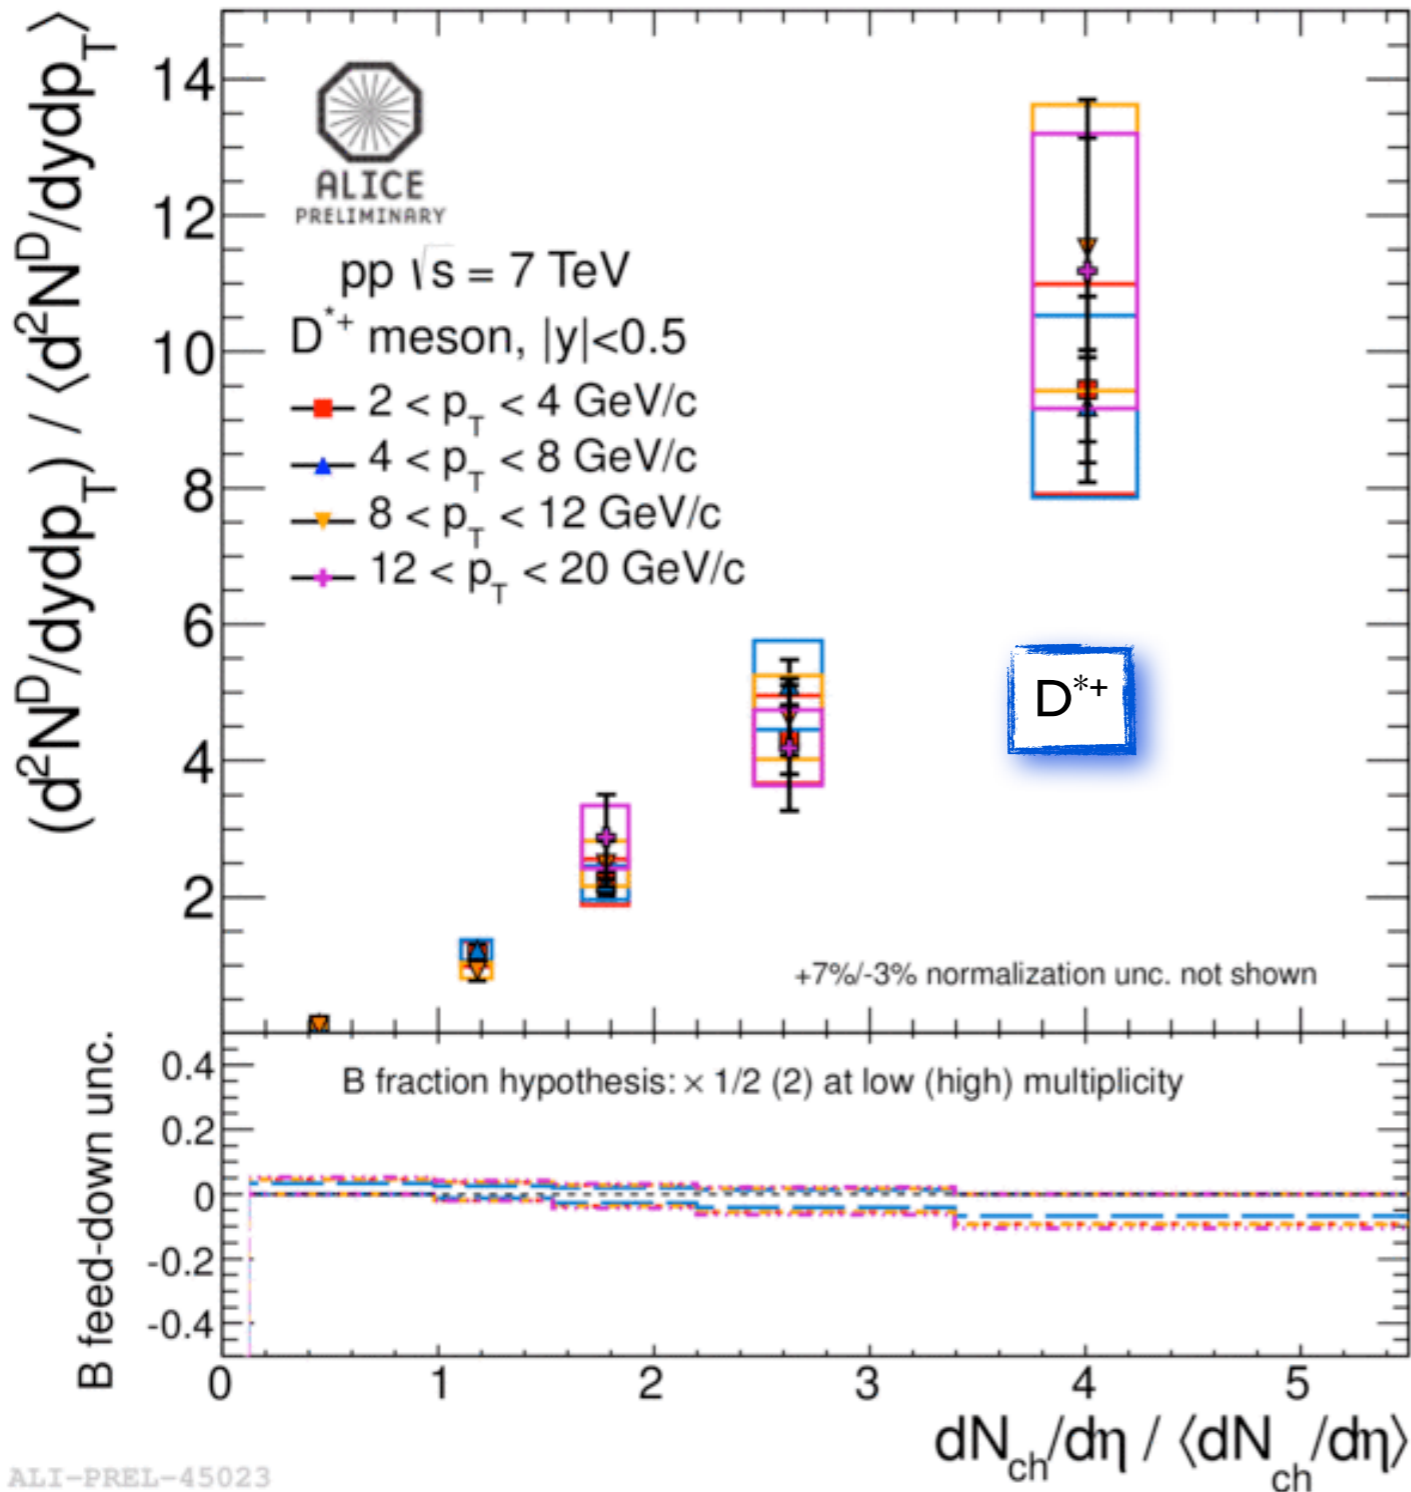 (d²N^D/dydp_T) / ⟨d²N^D/dydp_T⟩
14
12
10
8
6
4
2
ALICE
PRELIMINARY
pp √s = 7 TeV
D*+ meson, |y|<0.5
2 < p_T < 4 GeV/c
4 < p_T < 8 GeV/c
8 < p_T < 12 GeV/c
12 < p_T < 20 GeV/c
D*+
+7%/-3% normalization unc. not shown
B feed-down unc.
0.4
0.2
0
-0.2
-0.4
B fraction hypothesis: × 1/2 (2) at low (high) multiplicity
0 1 2 3 4 5
dN_ch/dη / ⟨dN_ch/dη⟩
ALI-PREL-45023